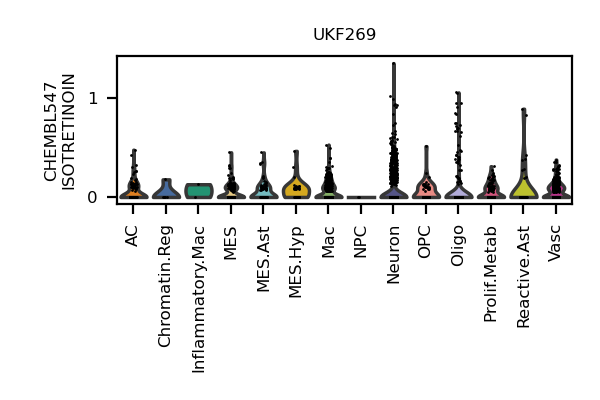 UKF269
CHEMBL547
ISOTRETINOIN
1
0
AC
Chromatin.Reg
Inflammatory.Mac
MES
MES.Ast
MES.Hyp
Mac
NPC
Neuron
OPC
Oligo
Prolif.Metab
Reactive.Ast
Vasc